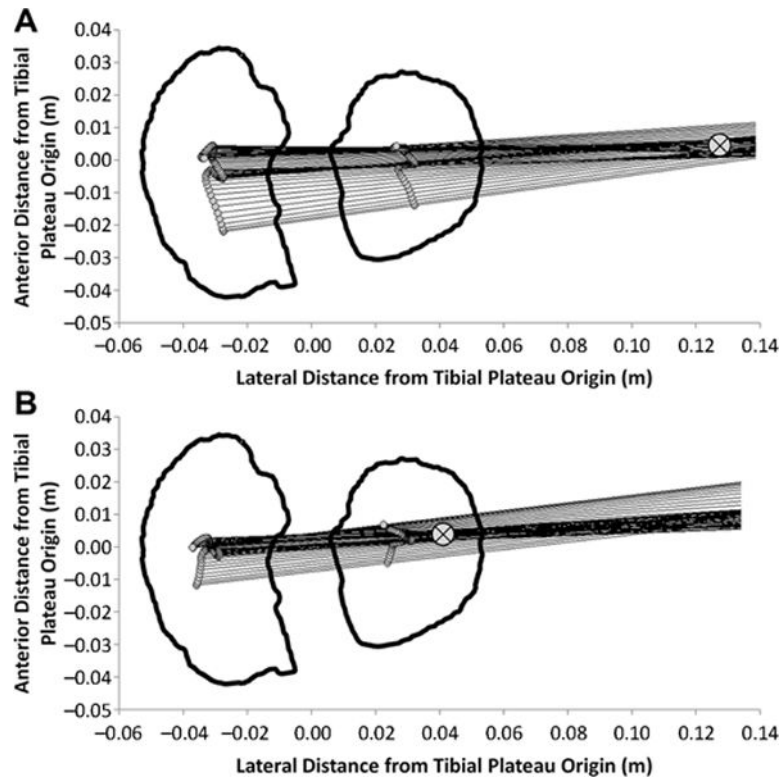 A
0.04
0.03
0.02
0.01
0.00
−0.01
−0.02
−0.03
−0.04
−0.05
Anterior Distance from Tibial
Plateau Origin (m)
−0.06 −0.04 −0.02 0.00 0.02 0.04 0.06 0.08 0.10 0.12 0.14
Lateral Distance from Tibial Plateau Origin (m)
B
0.04
0.03
0.02
0.01
0.00
−0.01
−0.02
−0.03
−0.04
−0.05
Anterior Distance from Tibial
Plateau Origin (m)
−0.06 −0.04 −0.02 0.00 0.02 0.04 0.06 0.08 0.10 0.12 0.14
Lateral Distance from Tibial Plateau Origin (m)